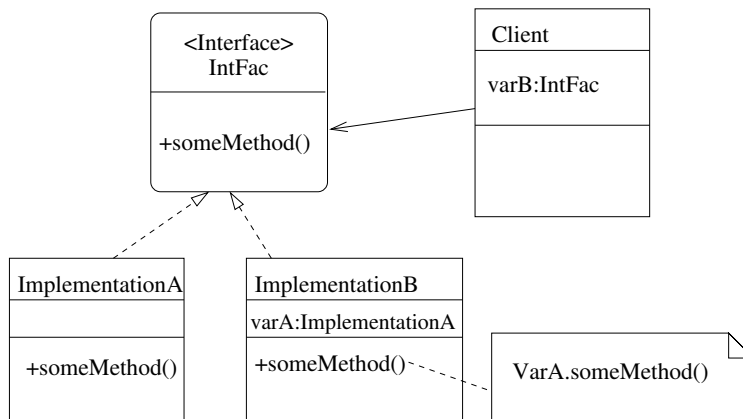 <Interface>
IntFac
+someMethod()
Client
varB:IntFac
ImplementationA
+someMethod()
ImplementationB
varA:ImplementationA
+someMethod()
VarA.someMethod()